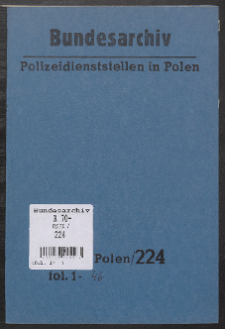 Bundesarchiv
Polizeidienststellen in Polen
Bundesarchiv
R 70-
224
Polen/224
fol. 1-